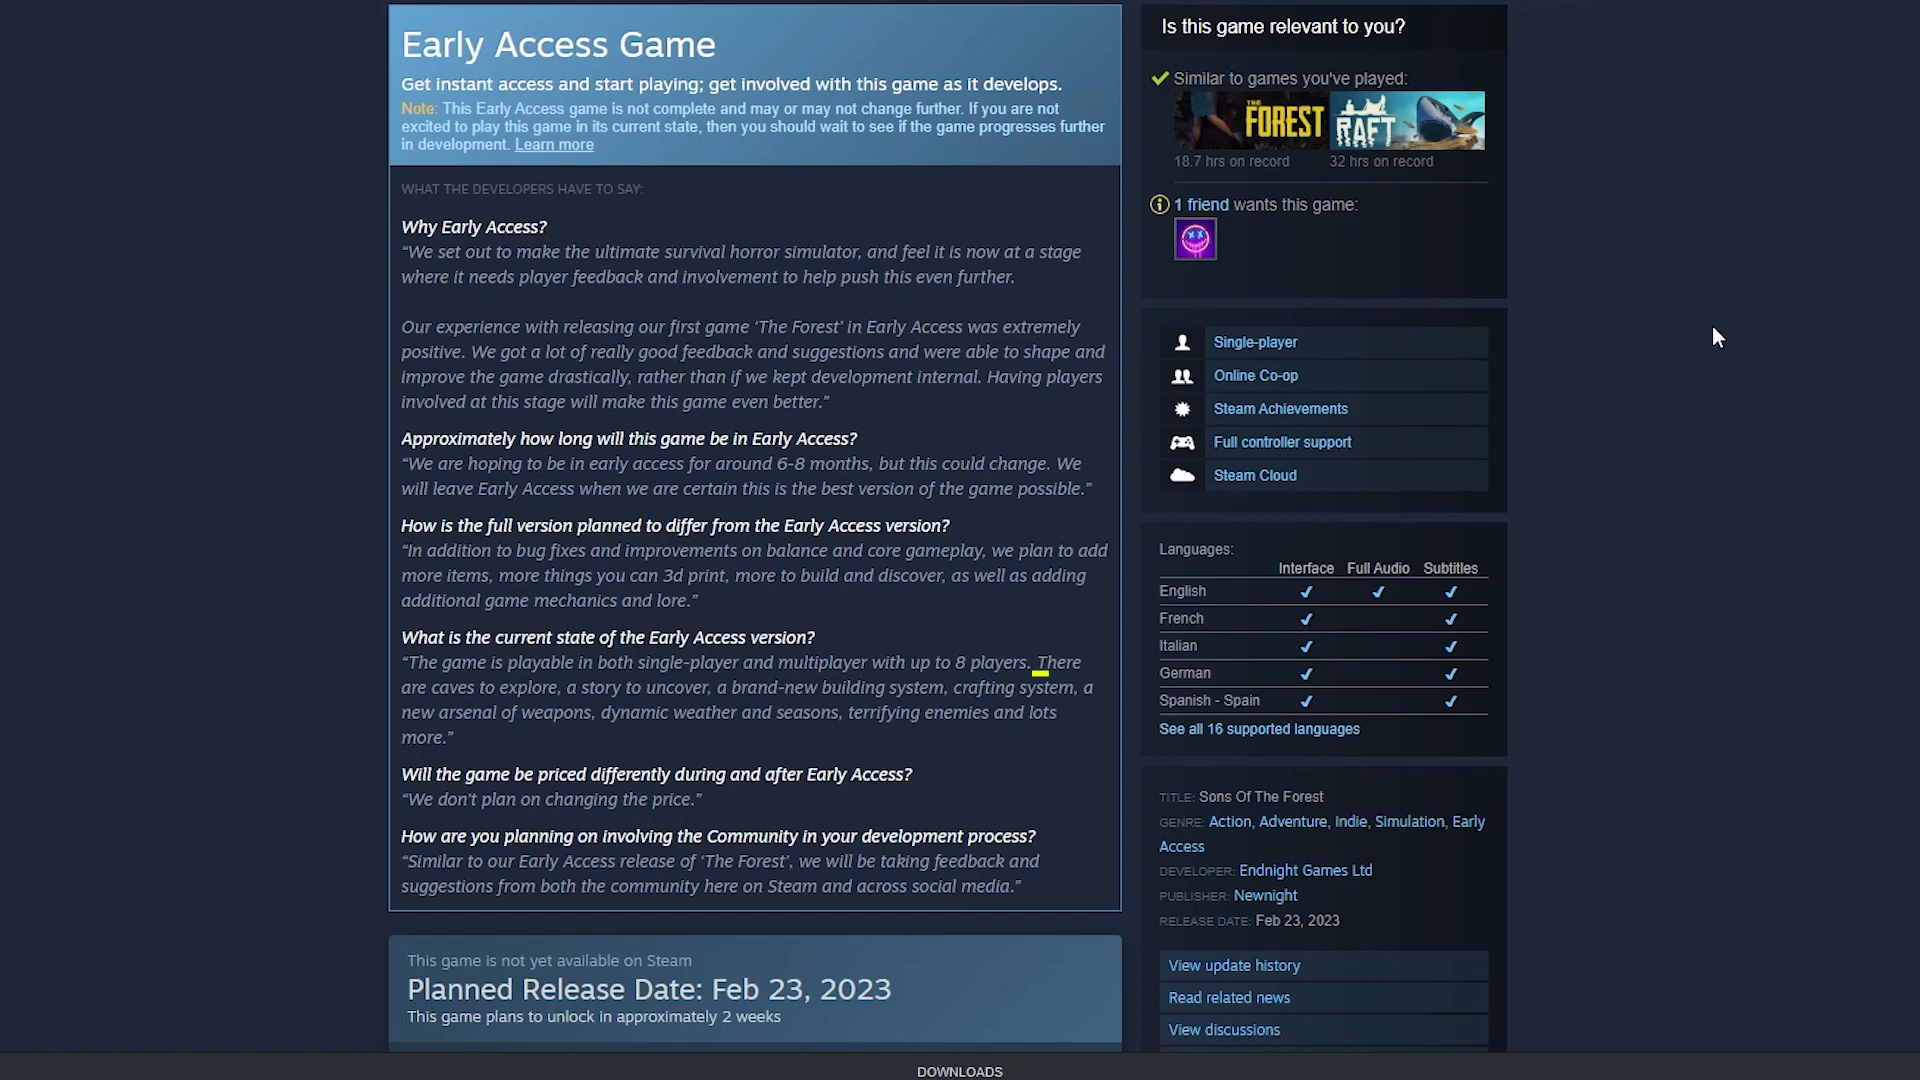 Early Access Game
Get instant access and start playing; get involved with this game as it develops.
Note: This Early Access game is not complete and may or may not change further. If you are not
excited to play this game in its current state, then you should wait to see if the game progresses further
in development. Learn more
WHAT THE DEVELOPERS HAVE TO SAY:
Why Early Access?
“We set out to make the ultimate survival horror simulator, and feel it is now at a stage
where it needs player feedback and involvement to help push this even further.
Our experience with releasing our first game ‘The Forest’ in Early Access was extremely
positive. We got a lot of really good feedback and suggestions and were able to shape and
improve the game drastically, rather than if we kept development internal. Having players
involved at this stage will make this game even better.”
Approximately how long will this game be in Early Access?
“We are hoping to be in early access for around 6-8 months, but this could change. We
will leave Early Access when we are certain this is the best version of the game possible.”
How is the full version planned to differ from the Early Access version?
“In addition to bug fixes and improvements on balance and core gameplay, we plan to add
more items, more things you can 3d print, more to build and discover, as well as adding
additional game mechanics and lore.”
What is the current state of the Early Access version?
“The game is playable in both single-player and multiplayer with up to 8 players. There
are caves to explore, a story to uncover, a brand-new building system, crafting system, a
new arsenal of weapons, dynamic weather and seasons, terrifying enemies and lots
more.”
Will the game be priced differently during and after Early Access?
“We don’t plan on changing the price.”
How are you planning on involving the Community in your development process?
“Similar to our Early Access release of ‘The Forest’, we will be taking feedback and
suggestions from both the community here on Steam and across social media.”
This game is not yet available on Steam
Planned Release Date: Feb 23, 2023
This game plans to unlock in approximately 2 weeks
Is this game relevant to you?
Similar to games you've played:
THE FOREST RAFT
18.7 hrs on record 32 hrs on record
1 friend wants this game:
Single-player
Online Co-op
Steam Achievements
Full controller support
Steam Cloud
Languages:
Interface Full Audio Subtitles
English ✔ ✔ ✔
French ✔ ✔
Italian ✔ ✔
German ✔ ✔
Spanish - Spain ✔ ✔
See all 16 supported languages
TITLE: Sons Of The Forest
GENRE: Action, Adventure, Indie, Simulation, Early
Access
DEVELOPER: Endnight Games Ltd
PUBLISHER: Newnight
RELEASE DATE: Feb 23, 2023
View update history
Read related news
View discussions
DOWNLOADS